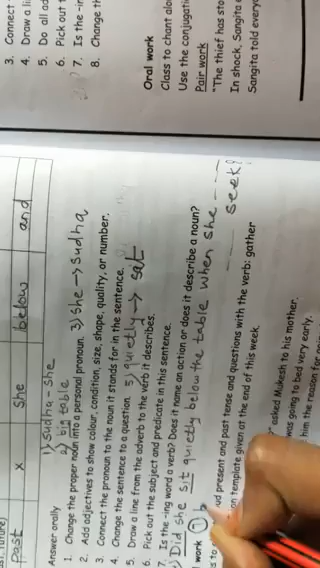 3. Connect
4. Draw a li
5. Do all ad
6. Pick out t
7. Is the -in
8. Change th
Oral work
Class to chant
Use the conjugati
Pair work
"The thief has sto
In shock, Sangita
Sangita told every
Past x she below and
Answer orally
1) sudha - she
2) big table
1. Change the proper noun into a personal pronoun. 3) She → sudha
2. Add adjectives to show colour, condition, size, shape, quality, or number.
3. Connect the pronoun to the noun it stands for in the sentence.
4. Change the sentence to a question. 5) quietly → sat
5. Draw a line from the adverb to the verb it describes.
6. Pick out the subject and predicate in this sentence.
7. Is the -ing word a verb? Does it name an action or does it describe a noun?
Did she sit quietly below the table when she ---
seek?
work
ud present and past tense and questions with the verb: gather
on template given at the end of this week.
asked Mukesh to his mother.
was going to bed very early.
him the reason for